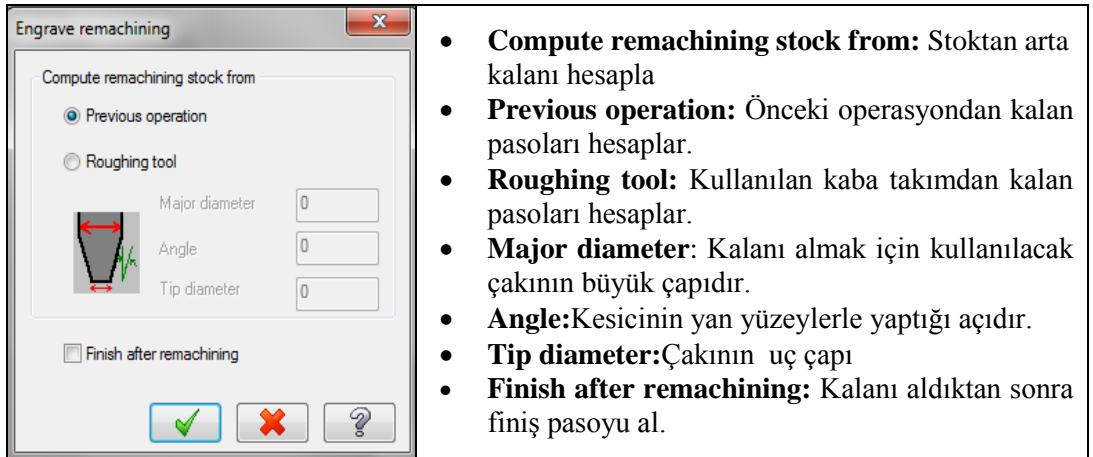 Engrave remachining
Compute remachining stock from
Previous operation
Roughing tool
Major diameter 0
Angle 0
Tip diameter 0
Finish after remachining
• Compute remachining stock from: Stoktan arta
kalanı hesapla
• Previous operation: Önceki operasyondan kalan
pasoları hesaplar.
• Roughing tool: Kullanılan kaba takımdan kalan
pasoları hesaplar.
• Major diameter: Kalanı almak için kullanılacak
çakının büyük çapıdır.
• Angle:Kesicinin yan yüzeylerle yaptığı açıdır.
• Tip diameter:Çakının uç çapı
• Finish after remachining: Kalanı aldıktan sonra
finiş pasoyu al.